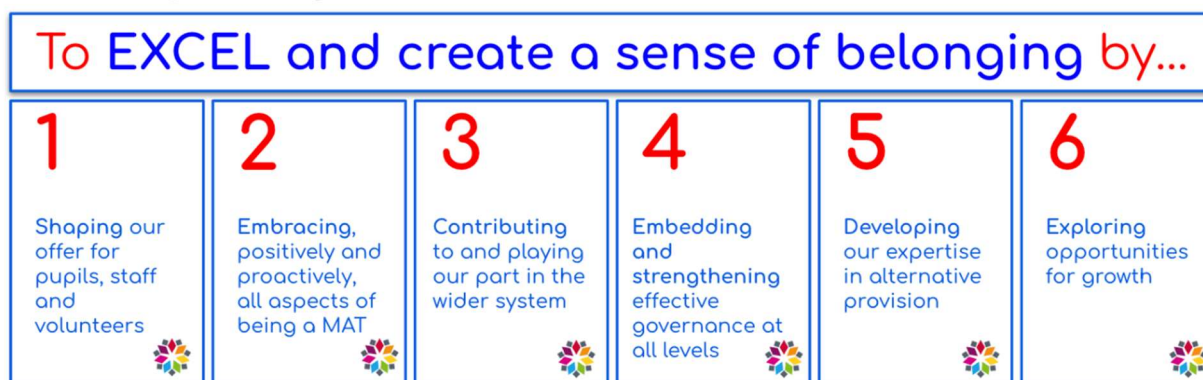 To EXCEL and create a sense of belonging by...
1
Shaping our
offer for
pupils, staff
and
volunteers
2
Embracing,
positively and
proactively,
all aspects of
being a MAT
3
Contributing
to and playing
our part in the
wider system
4
Embedding
and
strengthening
effective
governance at
all levels
5
Developing
our expertise
in alternative
provision
6
Exploring
opportunities
for growth